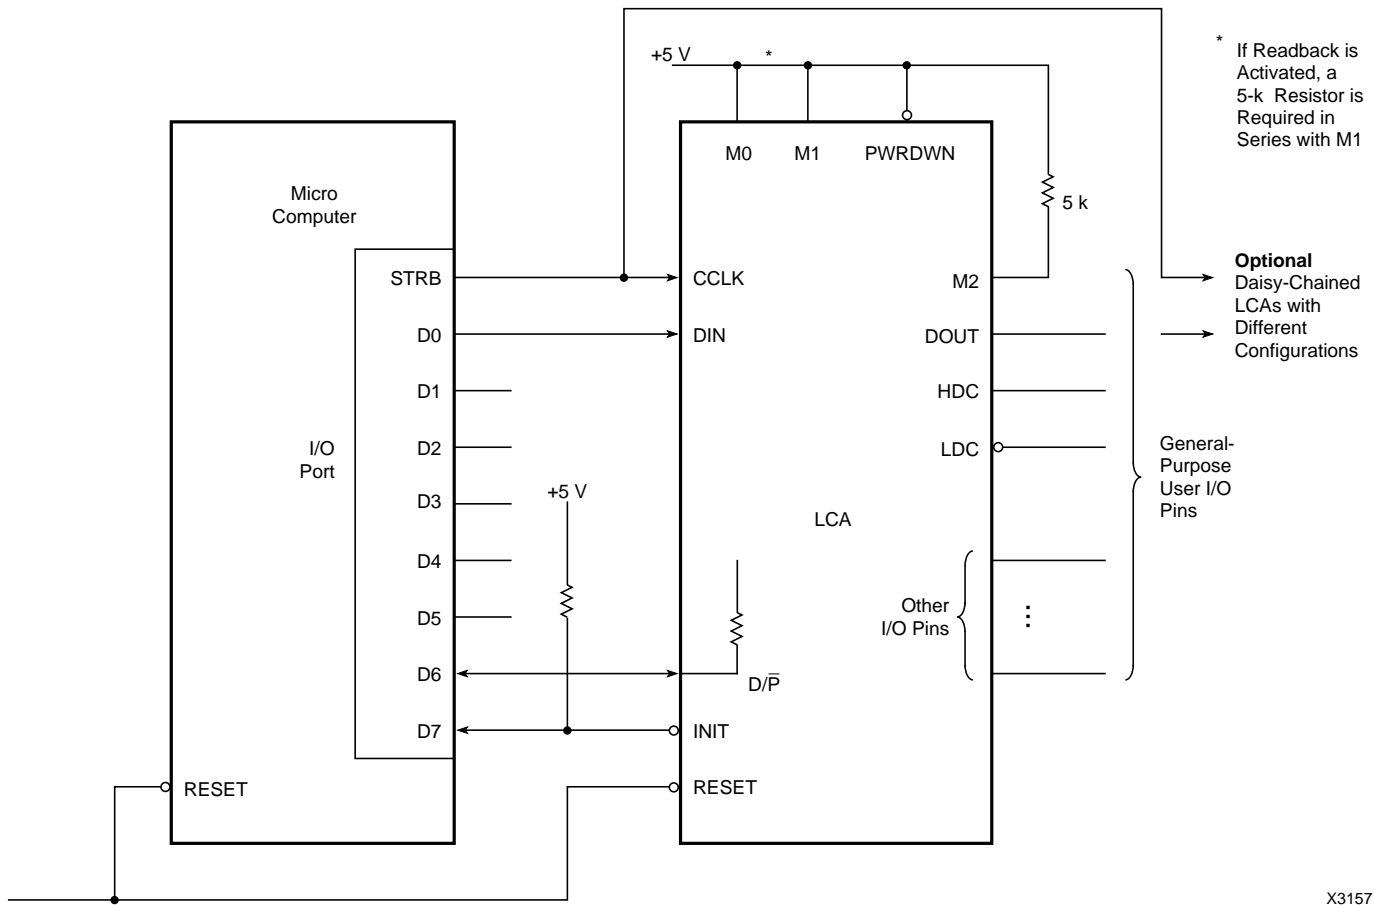 *
If Readback is
Activated, a
5-k Resistor is
Required in
Series with M1
+5 V
*
M0 M1 PWRDWN
Micro
Computer
5 k
STRB
CCLK
M2
Optional
Daisy-Chained
LCAs with
Different
Configurations
D0
DIN
DOUT
D1
HDC
D2
LDC
I/O
Port
General-
Purpose
User I/O
Pins
D3
+5 V
LCA
D4
D5
Other
I/O Pins
...
D6
D/P̅
D7
INIT
RESET
RESET
X3157